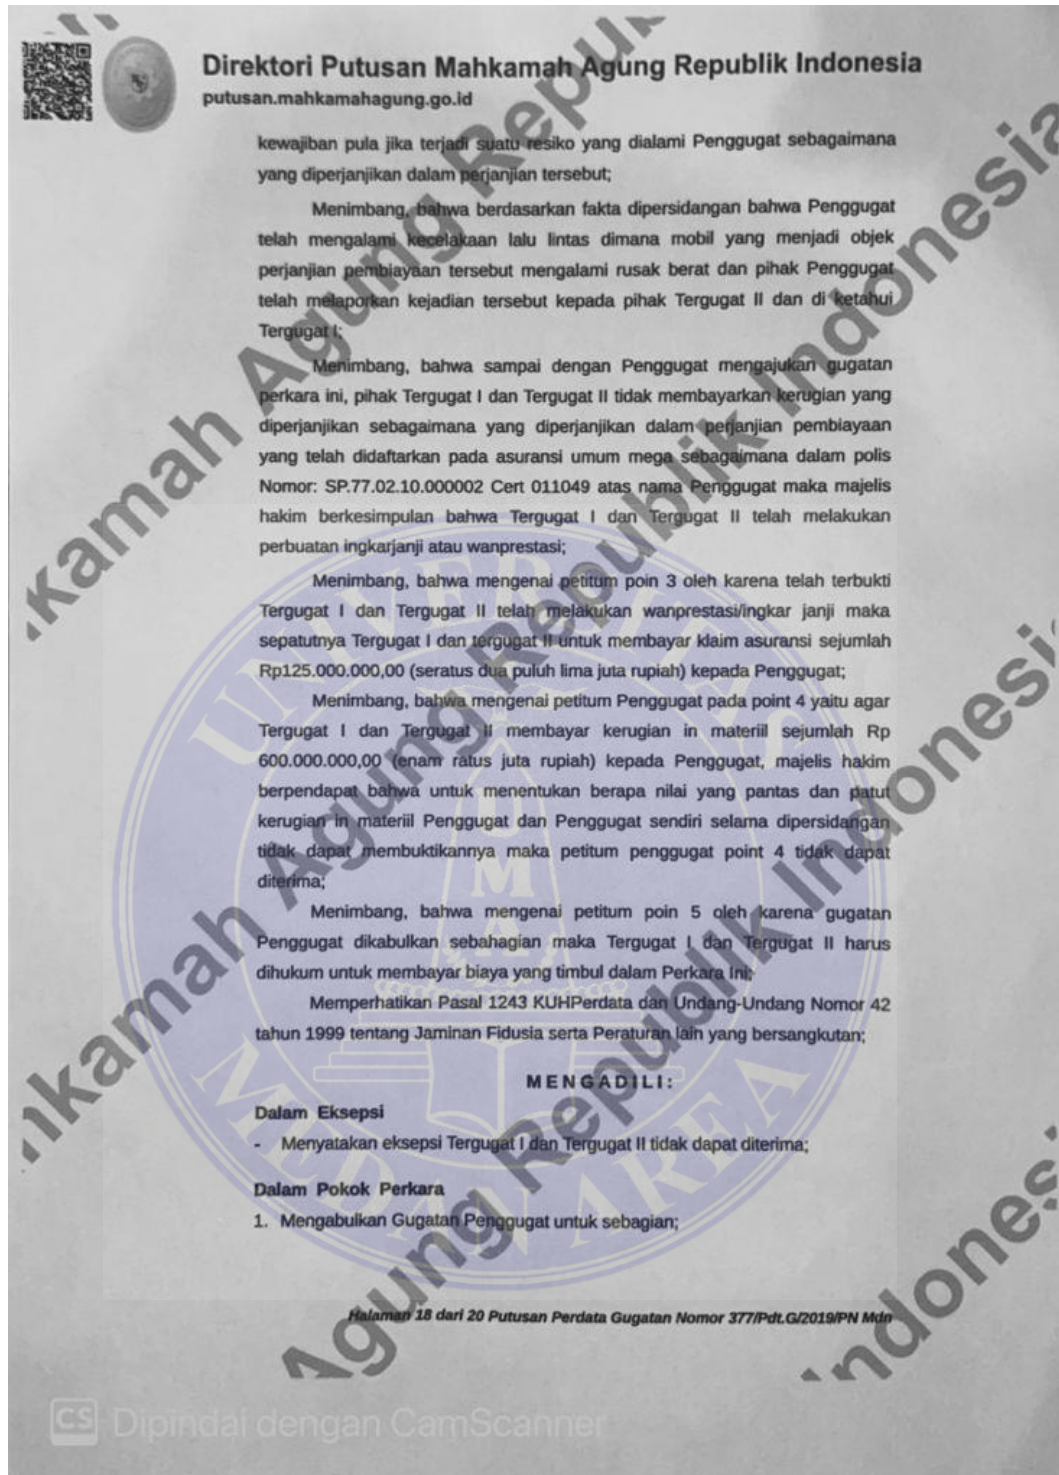 Direktori Putusan Mahkamah Agung Republik Indonesia
putusan.mahkamahagung.go.id
kewajiban pula jika terjadi suatu resiko yang dialami Penggugat sebagaimana
yang diperjanjikan dalam perjanjian tersebut;
Menimbang, bahwa berdasarkan fakta dipersidangan bahwa Penggugat
telah mengalami kecelakaan lalu lintas dimana mobil yang menjadi objek
perjanjian pembiayaan tersebut mengalami rusak berat dan pihak Penggugat
telah melaporkan kejadian tersebut kepada pihak Tergugat II dan di ketahui
Tergugat I;
Menimbang, bahwa sampai dengan Penggugat mengajukan gugatan
perkara ini, pihak Tergugat I dan Tergugat II tidak membayarkan kerugian yang
diperjanjikan sebagaimana yang diperjanjikan dalam perjanjian pembiayaan
yang telah didaftarkan pada asuransi umum mega sebagaimana dalam polis
Nomor: SP.77.02.10.000002 Cert 011049 atas nama Penggugat maka majelis
hakim berkesimpulan bahwa Tergugat I dan Tergugat II telah melakukan
perbuatan ingkarjanji atau wanprestasi;
Menimbang, bahwa mengenai petitum poin 3 oleh karena telah terbukti
Tergugat I dan Tergugat II telah melakukan wanprestasi/ingkar janji maka
sepatutnya Tergugat I dan tergugat II untuk membayar klaim asuransi sejumlah
Rp125.000.000,00 (seratus dua puluh lima juta rupiah) kepada Penggugat;
Menimbang, bahwa mengenai petitum Penggugat pada point 4 yaitu agar
Tergugat I dan Tergugat II membayar kerugian in materiil sejumlah Rp
600.000.000,00 (enam ratus juta rupiah) kepada Penggugat, majelis hakim
berpendapat bahwa untuk menentukan berapa nilai yang pantas dan patut
kerugian in materiil Penggugat dan Penggugat sendiri selama dipersidangan
tidak dapat membuktikannya maka petitum penggugat point 4 tidak dapat
diterima;
Menimbang, bahwa mengenai petitum poin 5 oleh karena gugatan
Penggugat dikabulkan sebahagian maka Tergugat I dan Tergugat II harus
dihukum untuk membayar biaya yang timbul dalam Perkara Ini;
Memperhatikan Pasal 1243 KUHPerdata dan Undang-Undang Nomor 42
tahun 1999 tentang Jaminan Fidusia serta Peraturan lain yang bersangkutan;
MENGADILI:
Dalam Eksepsi
- Menyatakan eksepsi Tergugat I dan Tergugat II tidak dapat diterima;
Dalam Pokok Perkara
1. Mengabulkan Gugatan Penggugat untuk sebagian;
Halaman 18 dari 20 Putusan Perdata Gugatan Nomor 377/Pdt.G/2019/PN Mdn
CS Dipindai dengan CamScanner
Mahkamah Agung Republik Indonesia
UNIVERSITAS MEDAN AREA
UMA